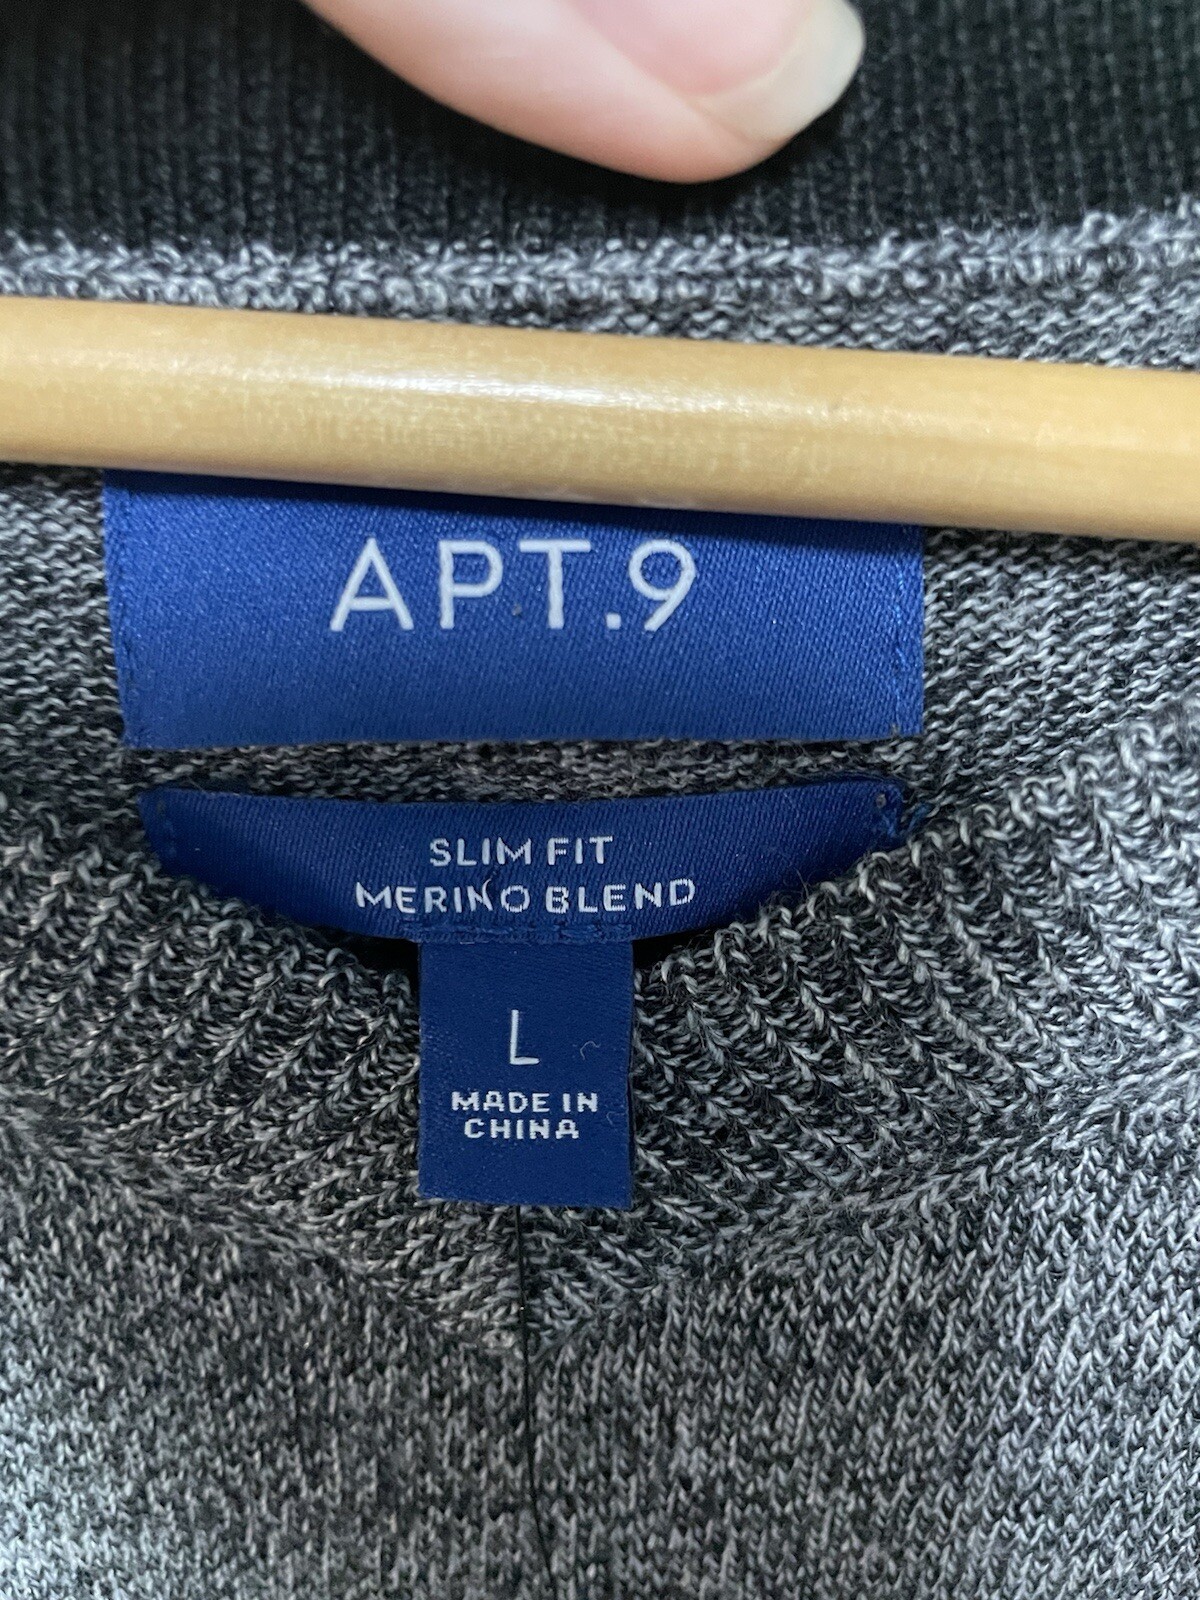 APT.9
SLIM FIT
MERINO BLEND
L
MADE IN
CHINA